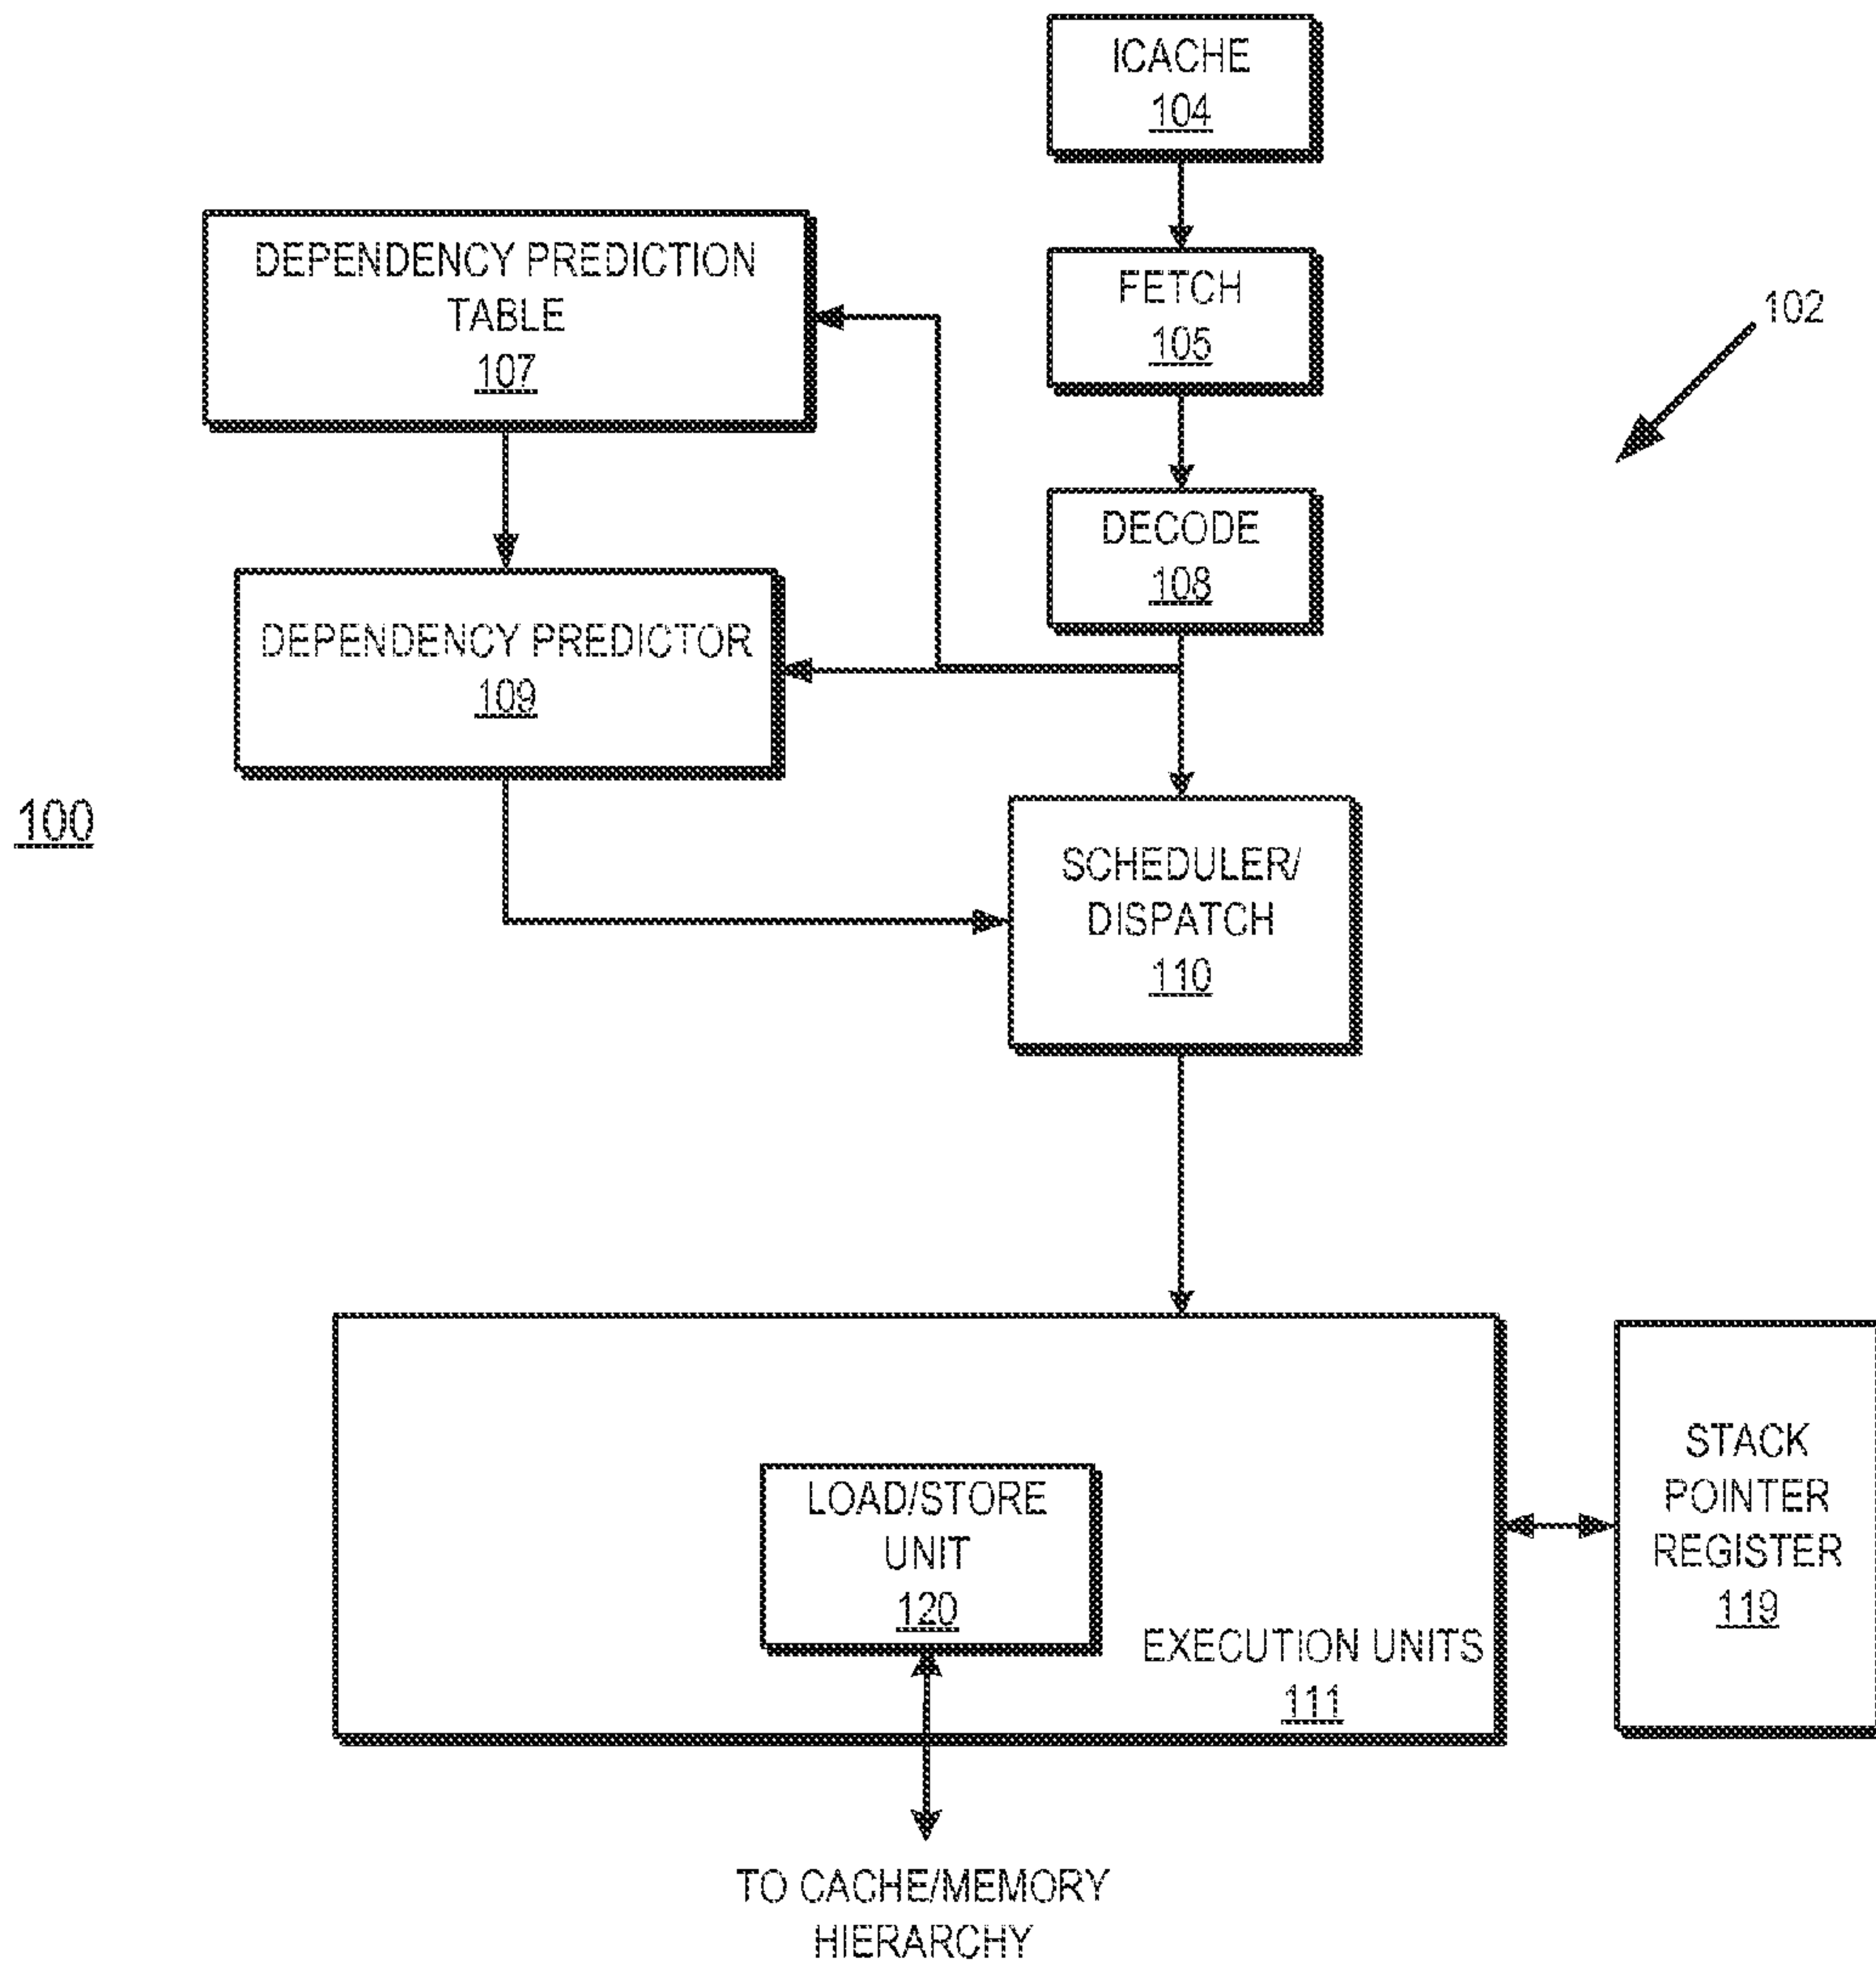 ICACHE
104
DEPENDENCY PREDICTION
TABLE
107
FETCH
105
102
DECODE
108
DEPENDENCY PREDICTOR
109
100
SCHEDULER/
DISPATCH
110
STACK
POINTER
REGISTER
119
LOAD/STORE
UNIT
120
EXECUTION UNITS
111
TO CACHE/MEMORY
HIERARCHY